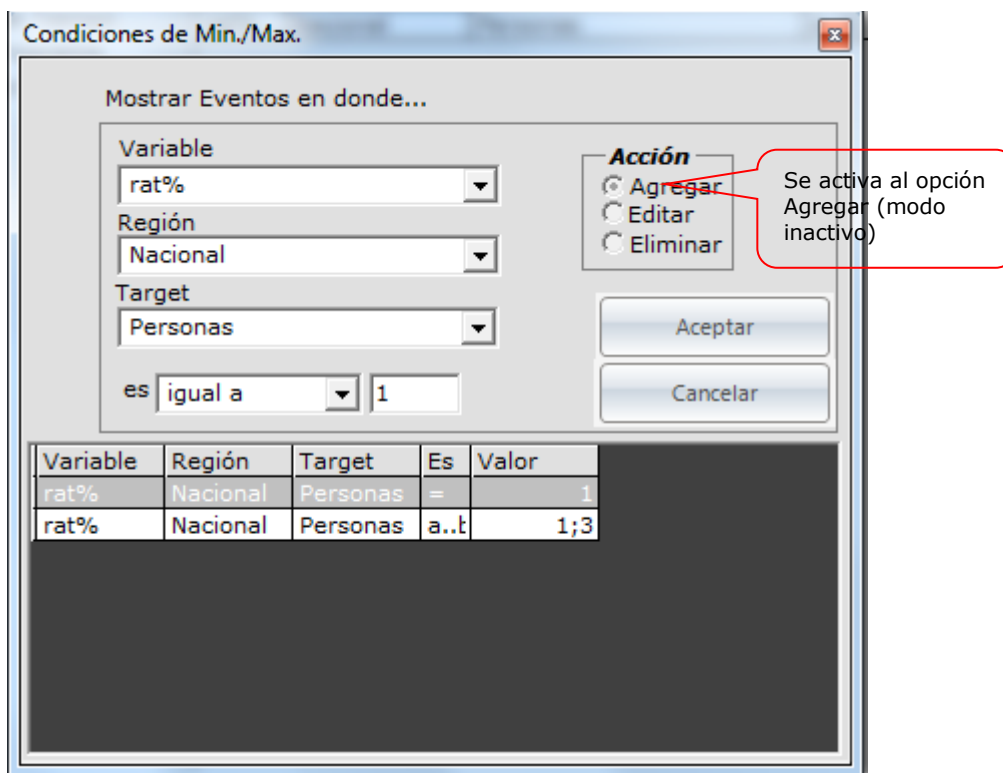 Condiciones de Min./Max.
Mostrar Eventos en donde...
Variable
rat%
Región
Nacional
Target
Personas
es igual a 1
Acción
Agregar
Editar
Eliminar
Aceptar
Cancelar
Se activa al opción
Agregar (modo
inactivo)
Variable Región Target Es Valor
rat% Nacional Personas = 1
rat% Nacional Personas 1;3